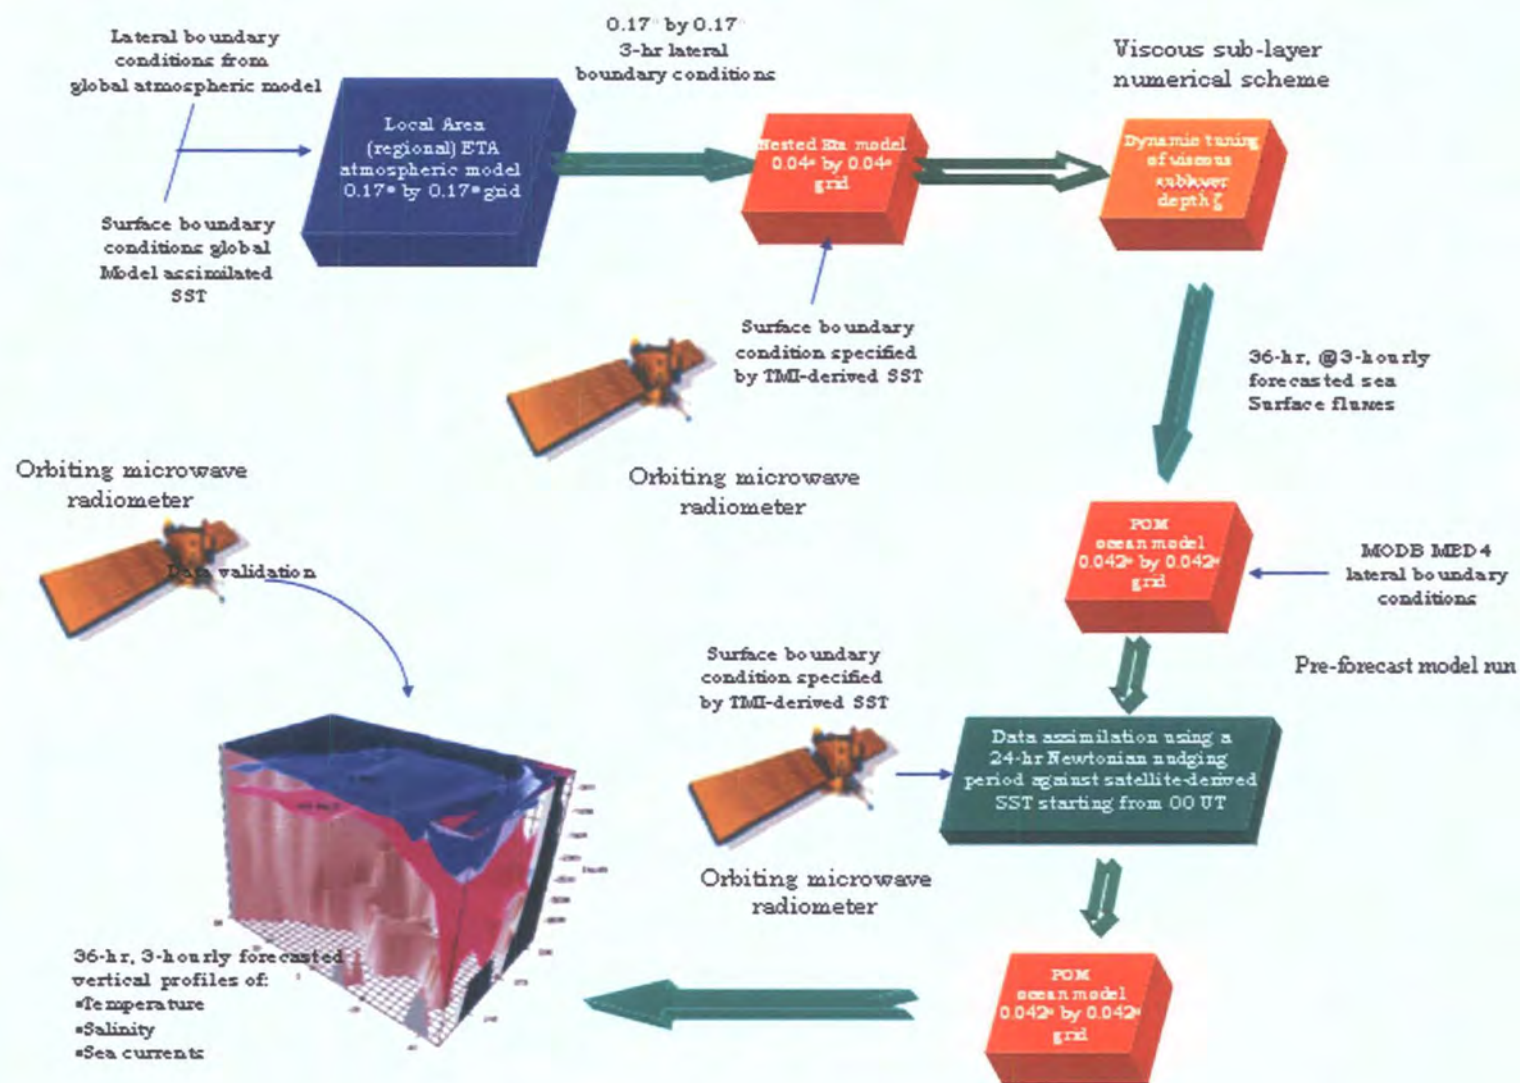 Lateral boundary
conditions from
global atmospheric model
0.17° by 0.17°
3-hr lateral
boundary conditions
Viscous sub-layer
numerical scheme
Local Area
(regional) ETA
atmospheric model
0.17° by 0.17° grid
Nested Eta model
0.04° by 0.04°
grid
Dynamic tuning
of viscous
sublayer
depth ζ
Surface boundary
conditions global
Model assimilated
SST
Surface boundary
condition specified
by TMI-derived SST
36-hr, @3-hourly
forecasted sea
Surface fluxes
Orbiting microwave
radiometer
Orbiting microwave
radiometer
Data validation
POM
ocean model
0.042° by 0.042°
grid
MODB MED4
lateral boundary
conditions
Pre-forecast model run
Surface boundary
condition specified
by TMI-derived SST
Data assimilation using a
24-hr Newtonian nudging
period against satellite-derived
SST starting from 00 UT
Orbiting microwave
radiometer
36-hr, 3-hourly forecasted
vertical profiles of:
•Temperature
•Salinity
•Sea currents
POM
ocean model
0.042° by 0.042°
grid